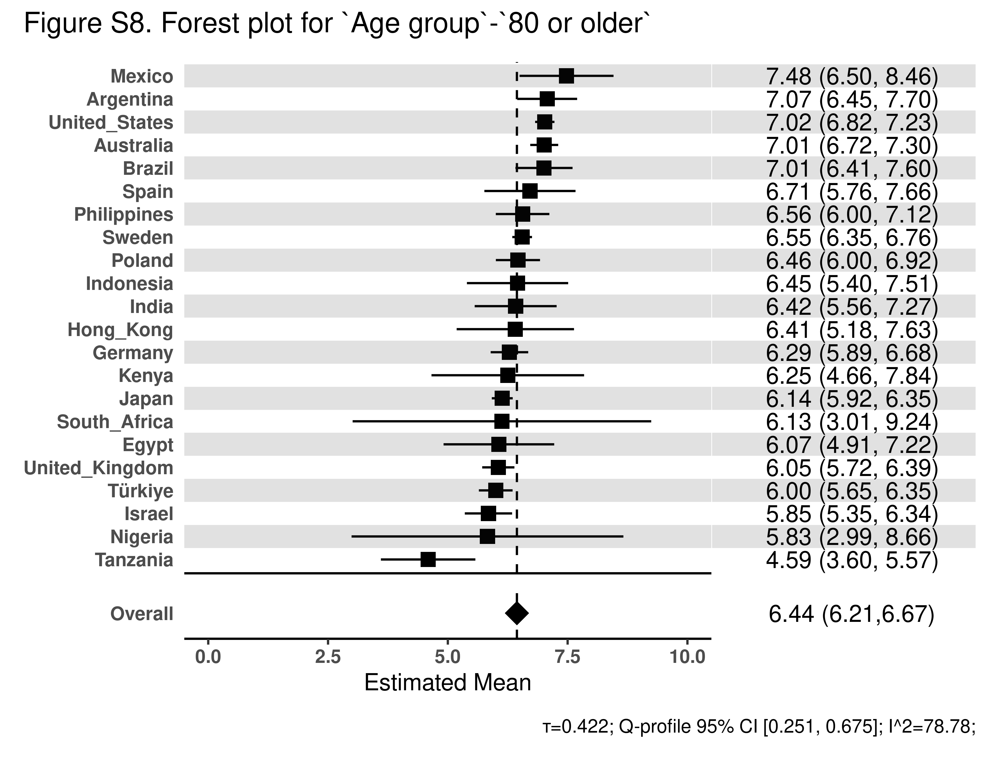 Figure S8. Forest plot for `Age group`-`80 or older`
Mexico 7.48 (6.50, 8.46)
Argentina 7.07 (6.45, 7.70)
United_States 7.02 (6.82, 7.23)
Australia 7.01 (6.72, 7.30)
Brazil 7.01 (6.41, 7.60)
Spain 6.71 (5.76, 7.66)
Philippines 6.56 (6.00, 7.12)
Sweden 6.55 (6.35, 6.76)
Poland 6.46 (6.00, 6.92)
Indonesia 6.45 (5.40, 7.51)
India 6.42 (5.56, 7.27)
Hong_Kong 6.41 (5.18, 7.63)
Germany 6.29 (5.89, 6.68)
Kenya 6.25 (4.66, 7.84)
Japan 6.14 (5.92, 6.35)
South_Africa 6.13 (3.01, 9.24)
Egypt 6.07 (4.91, 7.22)
United_Kingdom 6.05 (5.72, 6.39)
Türkiye 6.00 (5.65, 6.35)
Israel 5.85 (5.35, 6.34)
Nigeria 5.83 (2.99, 8.66)
Tanzania 4.59 (3.60, 5.57)
Overall 6.44 (6.21,6.67)
0.0 2.5 5.0 7.5 10.0
Estimated Mean
τ=0.422; Q-profile 95% CI [0.251, 0.675]; I^2=78.78;